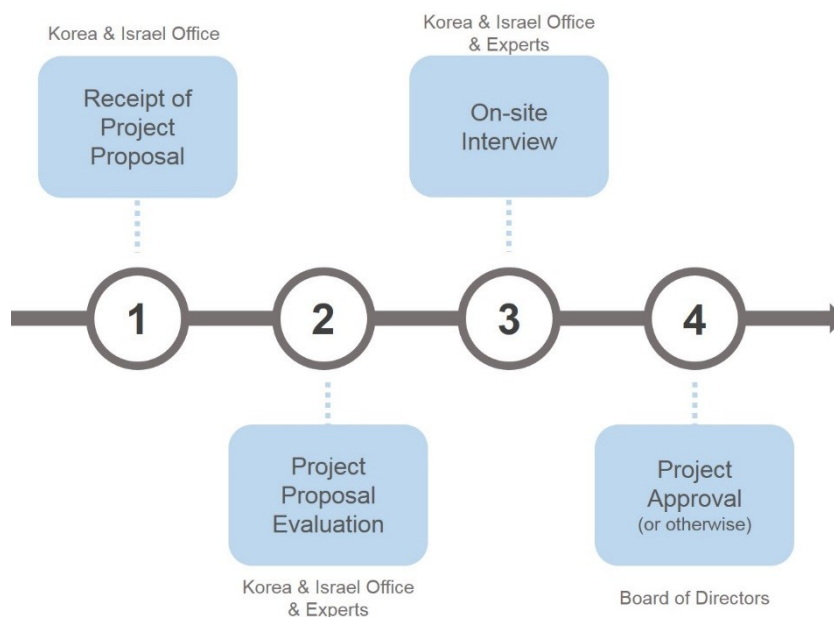 Korea & Israel Office
Receipt of
Project
Proposal
Korea & Israel Office
& Experts
On-site
Interview
1
2
3
4
Project
Proposal
Evaluation
Korea & Israel Office
& Experts
Project
Approval
(or otherwise)
Board of Directors